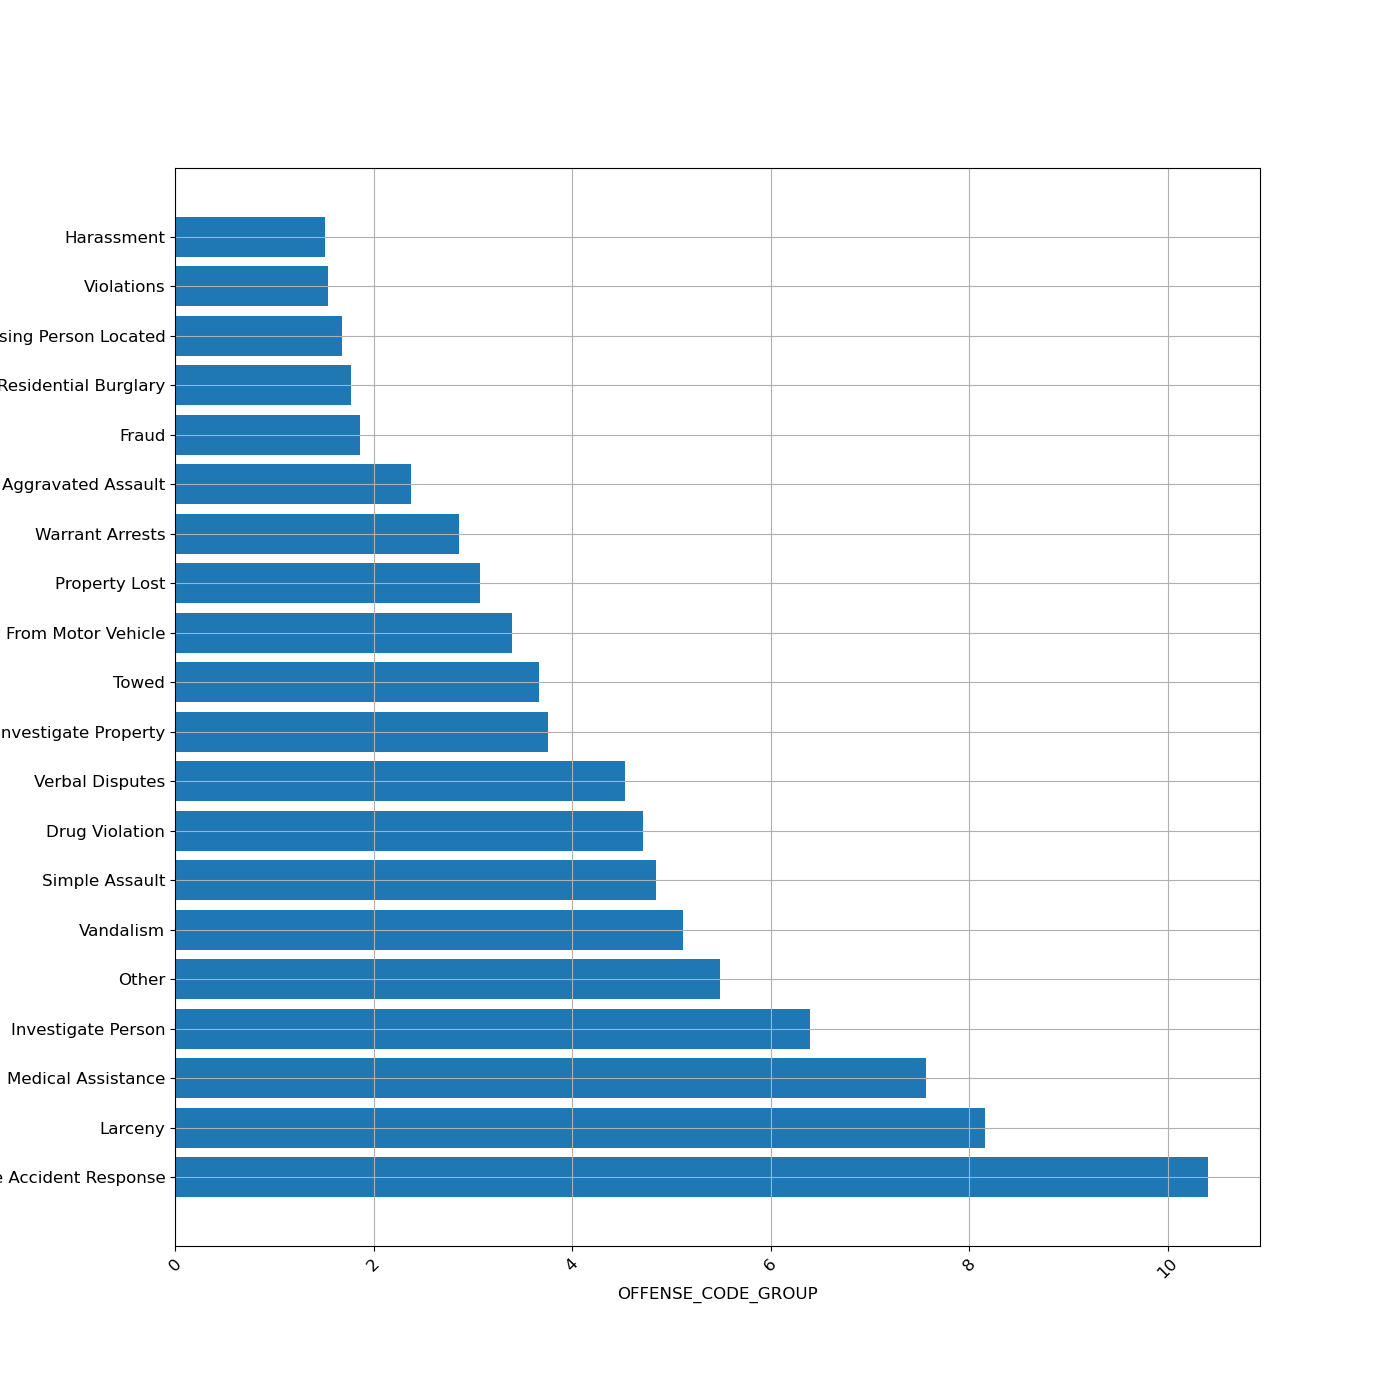 Harassment
Violations
sing Person Located
Residential Burglary
Fraud
Aggravated Assault
Warrant Arrests
Property Lost
From Motor Vehicle
Towed
nvestigate Property
Verbal Disputes
Drug Violation
Simple Assault
Vandalism
Other
Investigate Person
Medical Assistance
Larceny
e Accident Response
0 2 4 6 8 10
OFFENSE_CODE_GROUP